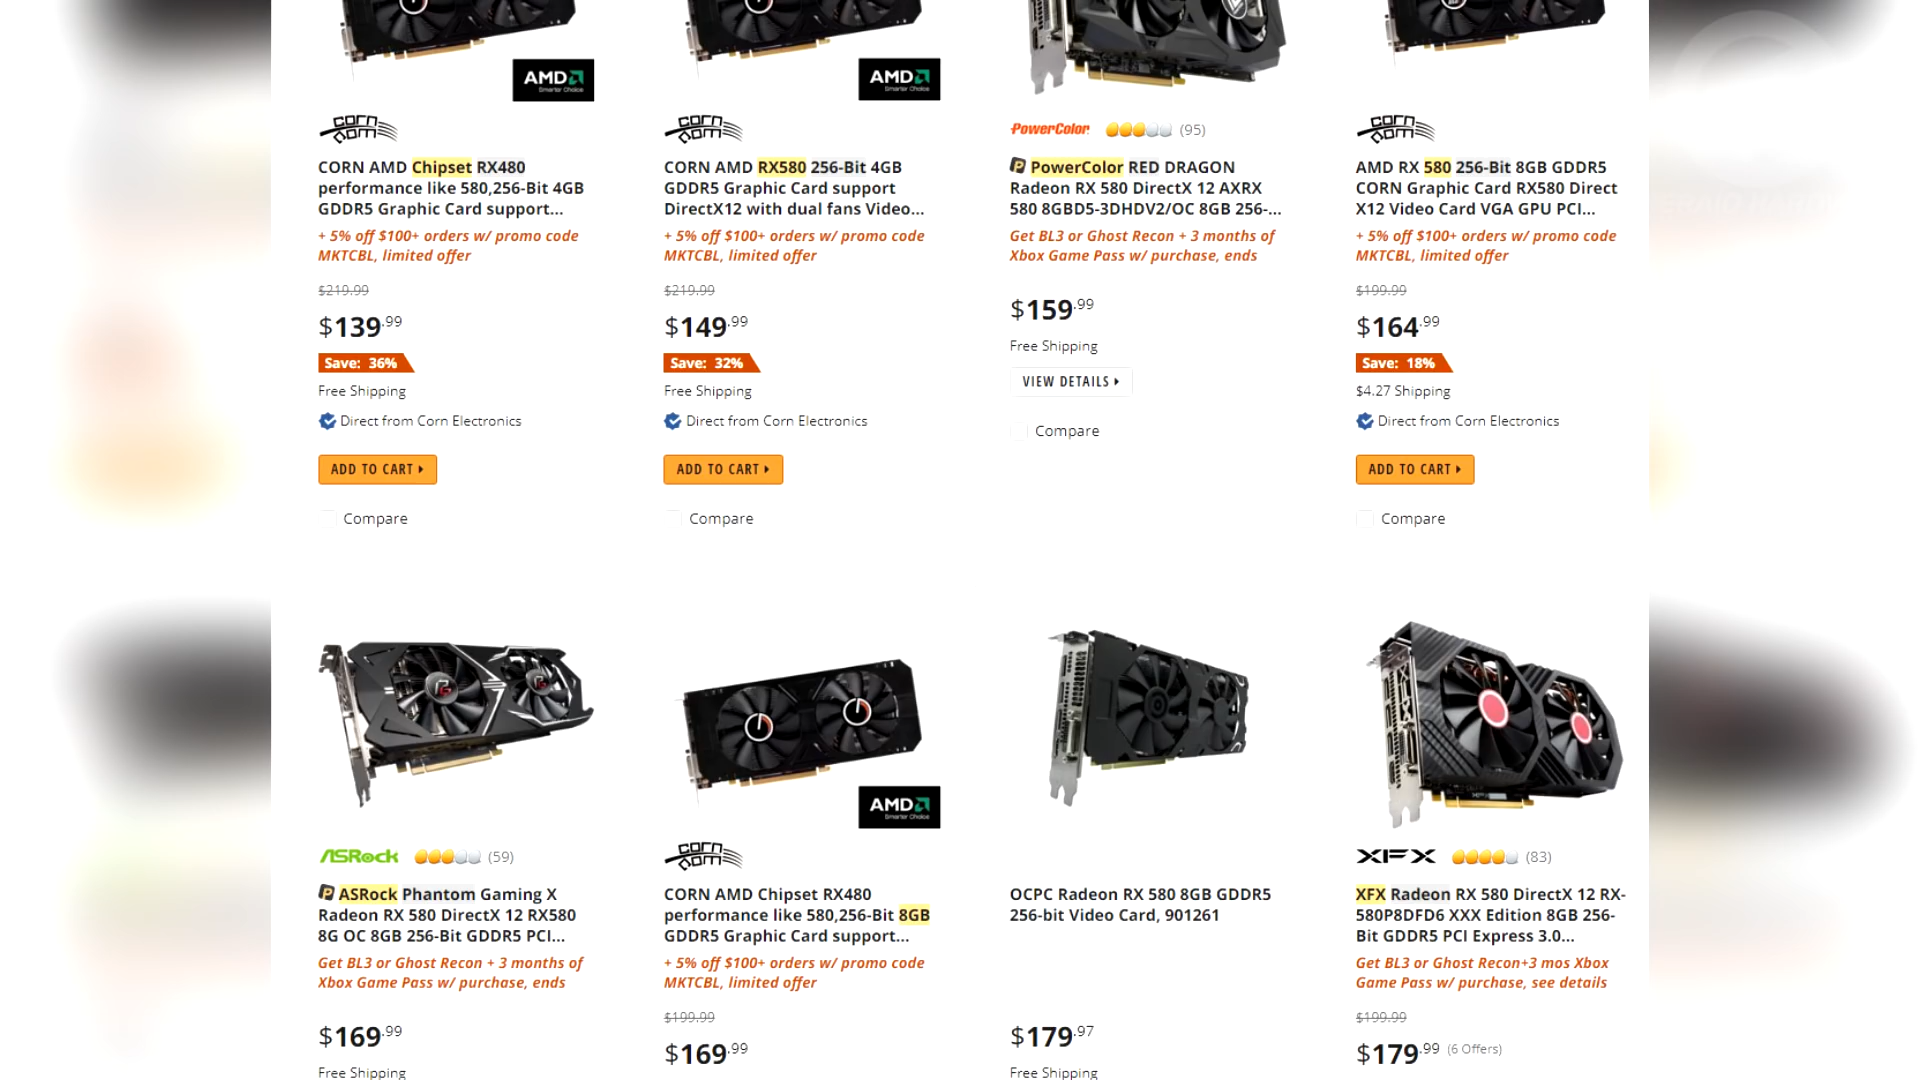 AMD
Smarter Choice
AMD
Smarter Choice
corn
com
CORN AMD Chipset RX480
performance like 580,256-Bit 4GB
GDDR5 Graphic Card support...
+ 5% off $100+ orders w/ promo code
MKTCBL, limited offer
$219.99
$139.99
Save: 36%
Free Shipping
Direct from Corn Electronics
ADD TO CART
Compare
corn
com
CORN AMD RX580 256-Bit 4GB
GDDR5 Graphic Card support
DirectX12 with dual fans Video...
+ 5% off $100+ orders w/ promo code
MKTCBL, limited offer
$219.99
$149.99
Save: 32%
Free Shipping
Direct from Corn Electronics
ADD TO CART
Compare
PowerColor (95)
PowerColor RED DRAGON
Radeon RX 580 DirectX 12 AXRX
580 8GBD5-3DHDV2/OC 8GB 256-...
Get BL3 or Ghost Recon + 3 months of
Xbox Game Pass w/ purchase, ends
$159.99
Free Shipping
VIEW DETAILS
Compare
corn
com
AMD RX 580 256-Bit 8GB GDDR5
CORN Graphic Card RX580 Direct
X12 Video Card VGA GPU PCI...
+ 5% off $100+ orders w/ promo code
MKTCBL, limited offer
$199.99
$164.99
Save: 18%
$4.27 Shipping
Direct from Corn Electronics
ADD TO CART
Compare
ASRock (59)
ASRock Phantom Gaming X
Radeon RX 580 DirectX 12 RX580
8G OC 8GB 256-Bit GDDR5 PCI...
Get BL3 or Ghost Recon + 3 months of
Xbox Game Pass w/ purchase, ends
$169.99
Free Shipping
AMD
Smarter Choice
corn
com
CORN AMD Chipset RX480
performance like 580,256-Bit 8GB
GDDR5 Graphic Card support...
+ 5% off $100+ orders w/ promo code
MKTCBL, limited offer
$199.99
$169.99
OCPC Radeon RX 580 8GB GDDR5
256-bit Video Card, 901261
$179.97
Free Shipping
XFX (83)
XFX Radeon RX 580 DirectX 12 RX-
580P8DFD6 XXX Edition 8GB 256-
Bit GDDR5 PCI Express 3.0...
Get BL3 or Ghost Recon+3 mos Xbox
Game Pass w/ purchase, see details
$199.99
$179.99 (6 Offers)